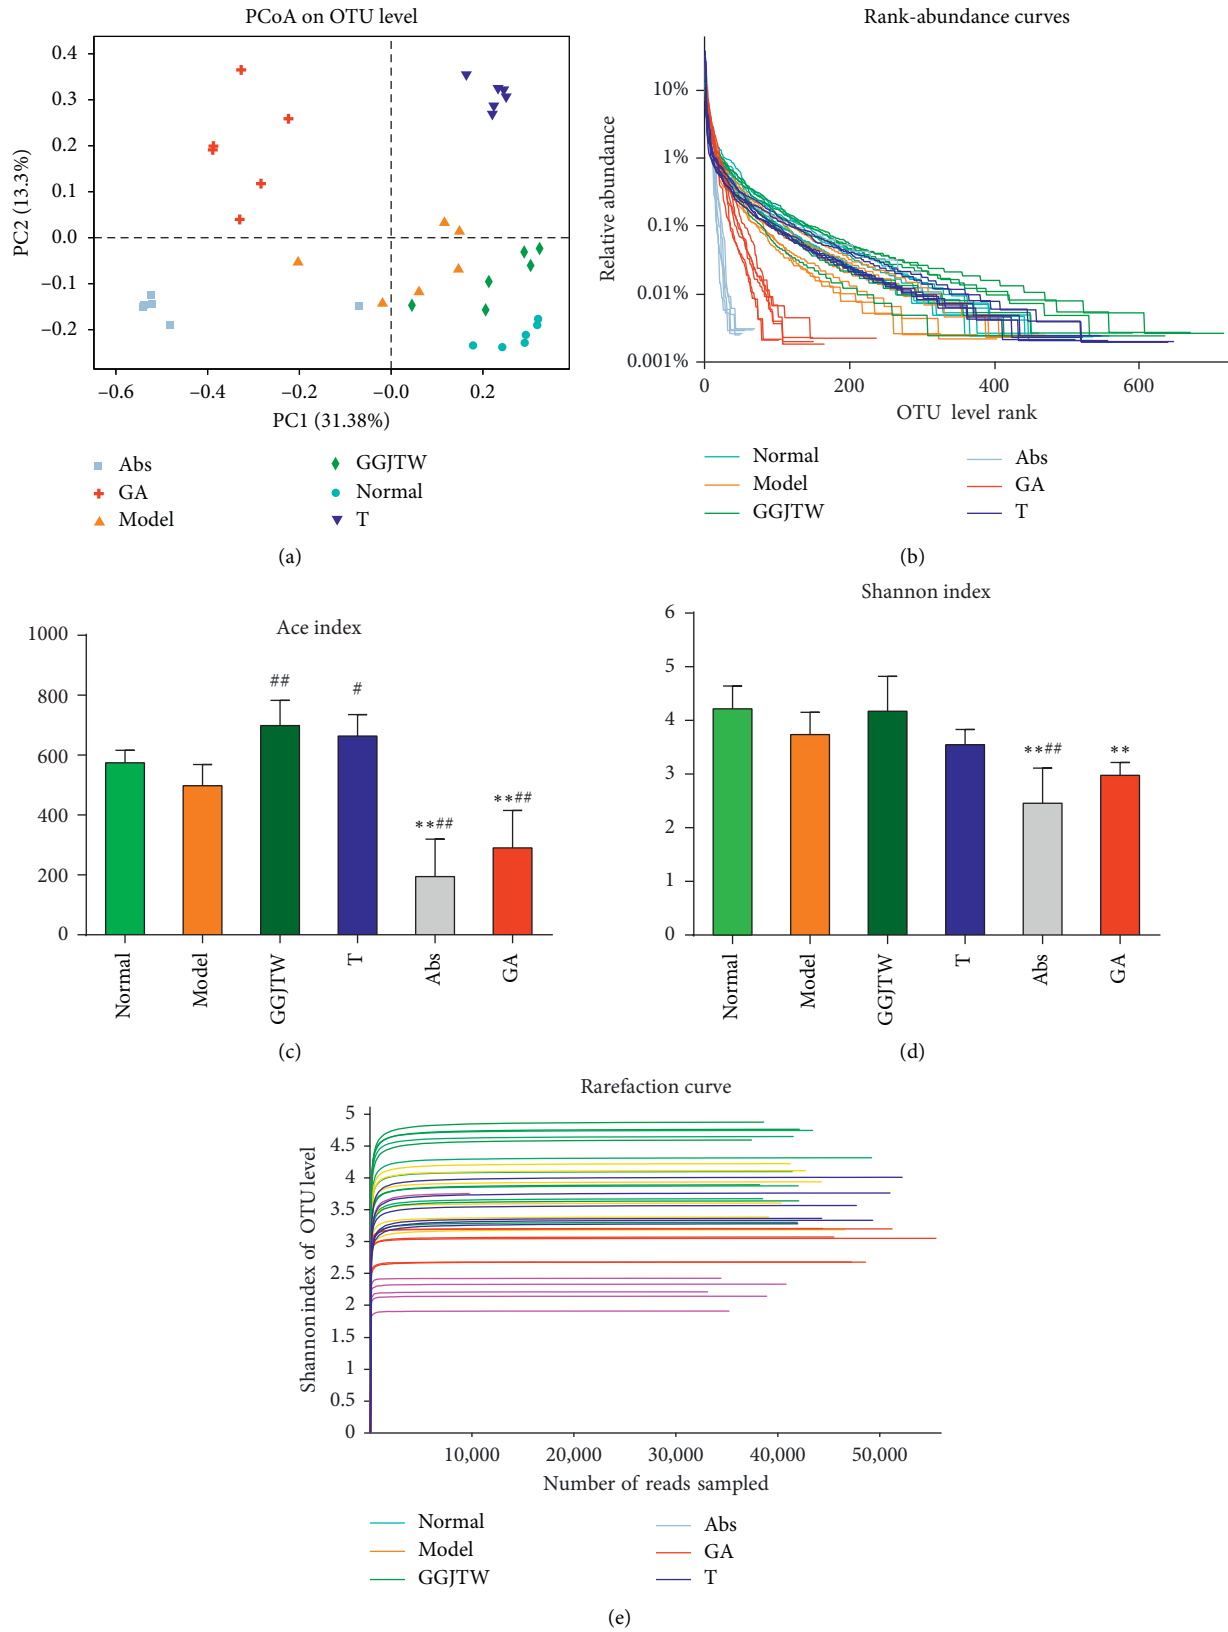 PCoA on OTU level
0.4
0.3
0.2
0.1
0.0
−0.1
−0.2
PC2 (13.3%)
−0.6
−0.4
−0.2
−0.0
0.2
PC1 (31.38%)
Abs
GA
Model
GGJTW
Normal
T
(a)
Rank-abundance curves
10%
1%
0.1%
0.01%
0.001%
Relative abundance
0
200
400
600
OTU level rank
Normal
Model
GGJTW
Abs
GA
T
(b)
Ace index
1000
800
600
400
200
0
##
#
**##
**##
Normal
Model
GGJTW
T
Abs
GA
(c)
Shannon index
6
5
4
3
2
1
0
**##
**
Normal
Model
GGJTW
T
Abs
GA
(d)
Rarefaction curve
5
4.5
4
3.5
3
2.5
2
1.5
1
0.5
0
Shannon index of OTU level
10,000
20,000
30,000
40,000
50,000
Number of reads sampled
Normal
Model
GGJTW
Abs
GA
T
(e)